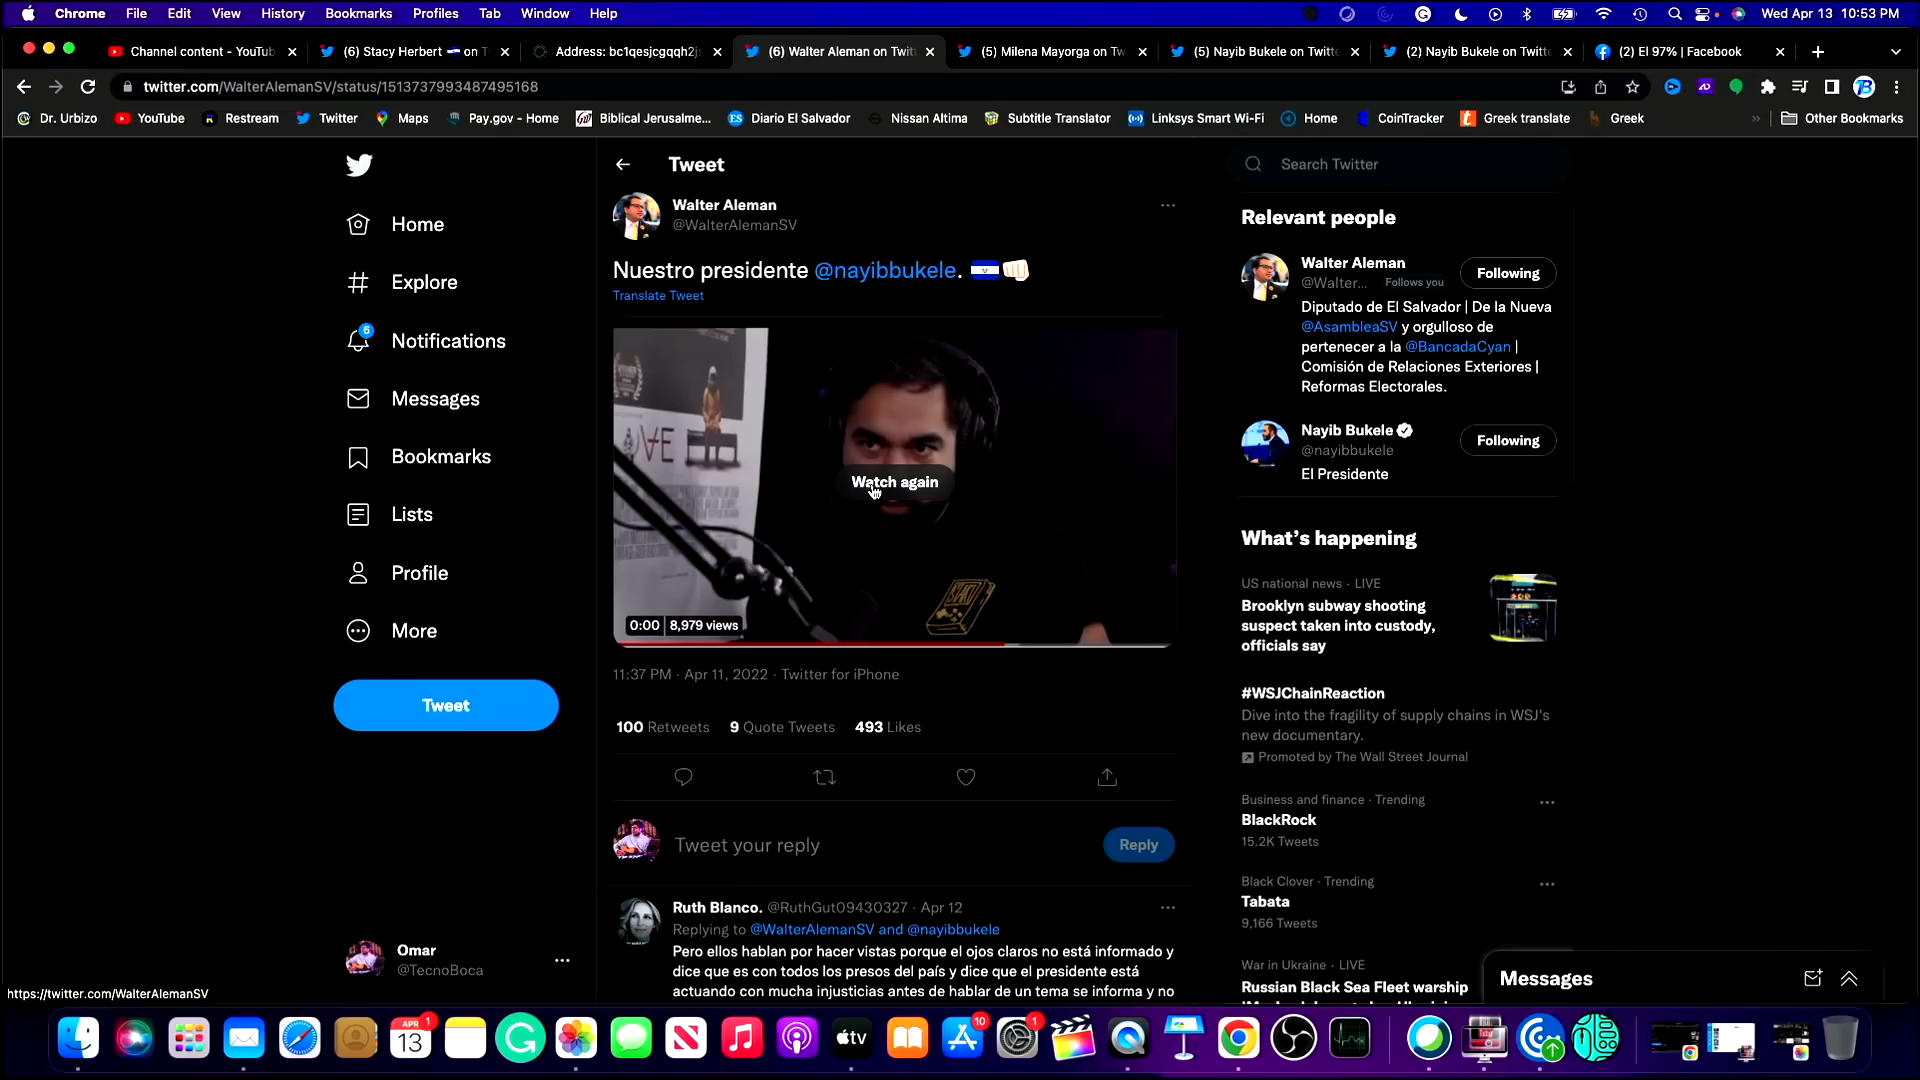 Chrome File Edit View History Bookmarks Profiles Tab Window Help
Wed Apr 13 10:53 PM
Channel content - YouTub
(6) Stacy Herbert
Address: bc1qesjcgqqh2j
(6) Walter Aleman on Twit
(5) Milena Mayorga on Tw
(5) Nayib Bukele on Twitte
(2) Nayib Bukele on Twitte
(2) El 97% | Facebook
twitter.com/WalterAlemanSV/status/1513737993487495168
Dr. Urbizo
YouTube
Restream
Twitter
Maps
Pay.gov - Home
Biblical Jerusalme...
Diario El Salvador
Nissan Altima
Subtitle Translator
Linksys Smart Wi-Fi
Home
CoinTracker
Greek translate
Greek
Other Bookmarks
Home
Explore
6
Notifications
Messages
Bookmarks
Lists
Profile
More
Tweet
Omar
@TecnoBoca
https://twitter.com/WalterAlemanSV
Tweet
Walter Aleman
@WalterAlemanSV
Nuestro presidente @nayibbukele.
Translate Tweet
Watch again
START
0:00 8,979 views
11:37 PM · Apr 11, 2022 · Twitter for iPhone
100 Retweets 9 Quote Tweets 493 Likes
Tweet your reply
Reply
Ruth Blanco. @RuthGut09430327 · Apr 12
Replying to @WalterAlemanSV and @nayibbukele
Pero ellos hablan por hacer vistas porque el ojos claros no está informado y
dice que es con todos los presos del país y dice que el presidente está
actuando con mucha injusticias antes de hablar de un tema se informa y no
Search Twitter
Relevant people
Walter Aleman
@Walter... Follows you
Following
Diputado de El Salvador | De la Nueva
@AsambleaSV y orgulloso de
pertenecer a la @BancadaCyan |
Comisión de Relaciones Exteriores |
Reformas Electorales.
Nayib Bukele
@nayibbukele
Following
El Presidente
What's happening
US national news · LIVE
Brooklyn subway shooting
suspect taken into custody,
officials say
#WSJChainReaction
Dive into the fragility of supply chains in WSJ's
new documentary.
Promoted by The Wall Street Journal
Business and finance · Trending
BlackRock
15.2K Tweets
Black Clover · Trending
Tabata
9,166 Tweets
War in Ukraine · LIVE
Russian Black Sea Fleet warship
Messages
APR
13
1
tv
10
1